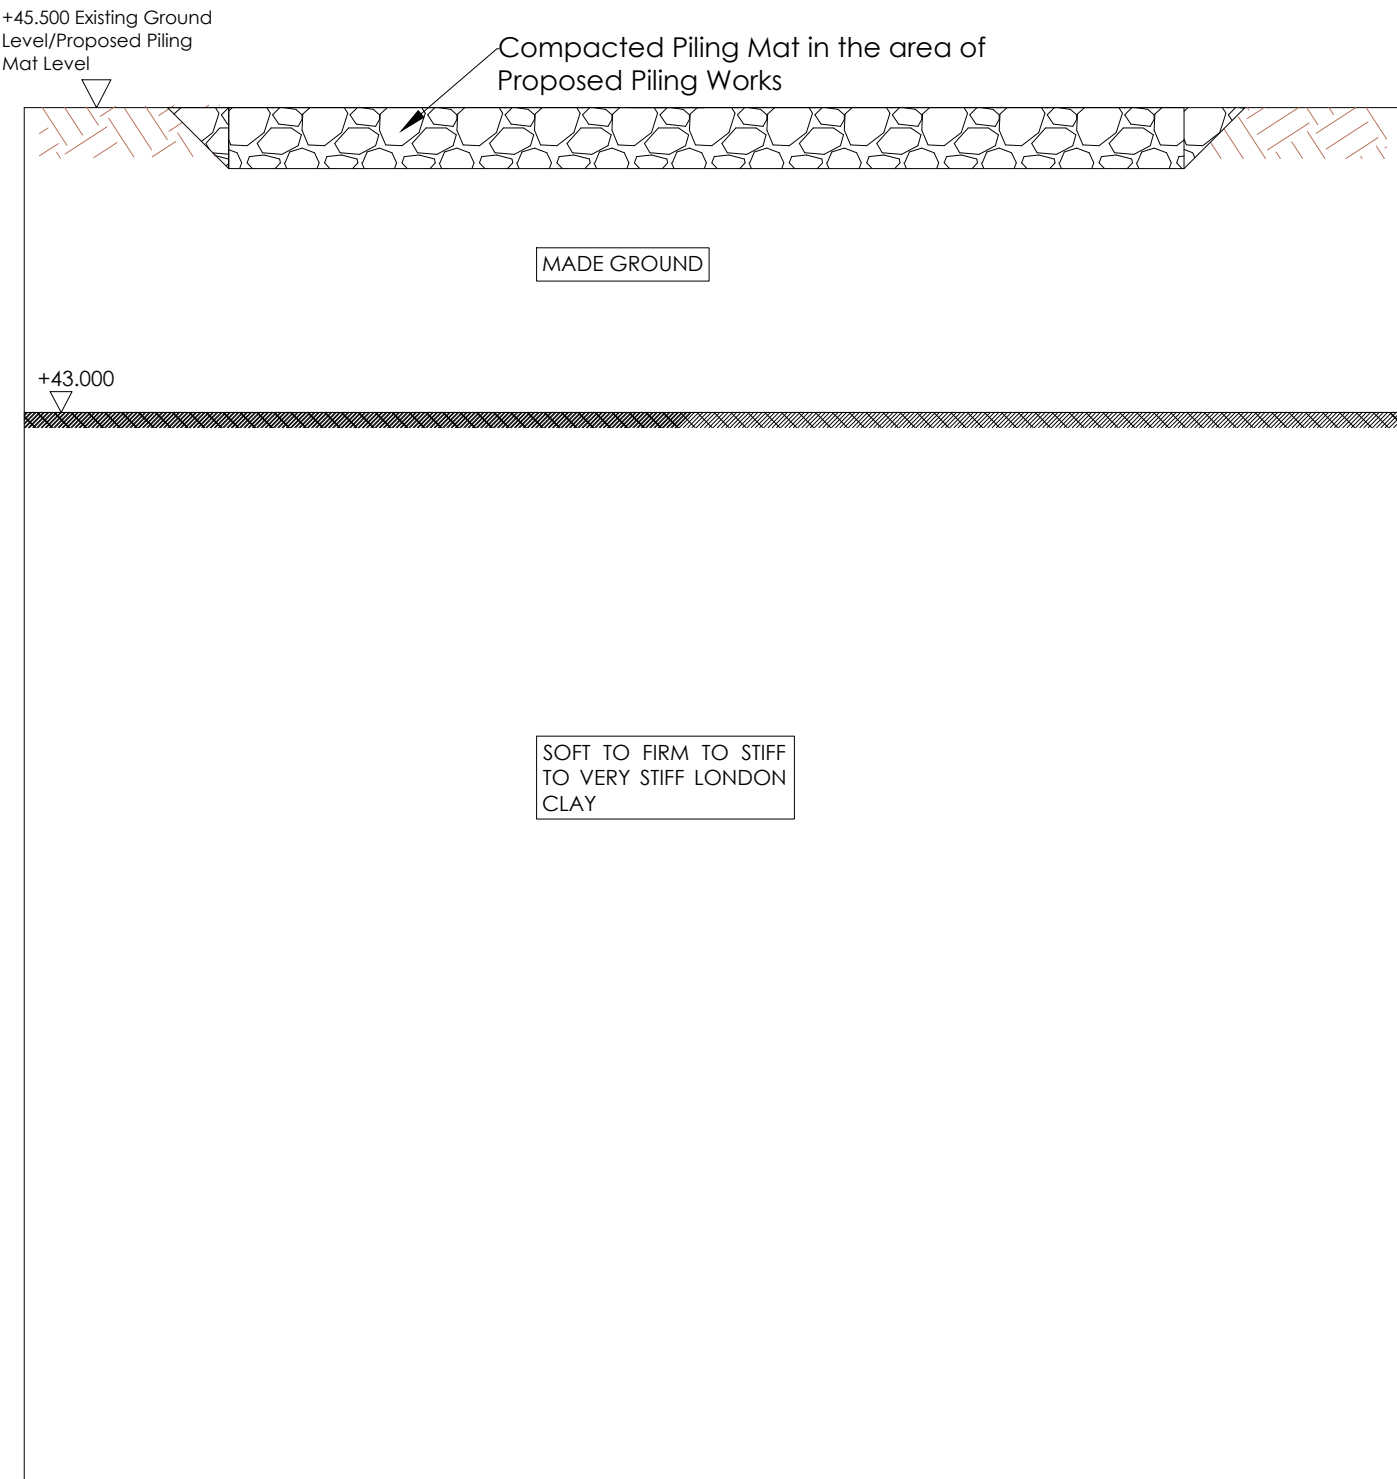 +45.500 Existing Ground
Level/Proposed Piling
Mat Level
Compacted Piling Mat in the area of
Proposed Piling Works
MADE GROUND
+43.000
SOFT TO FIRM TO STIFF
TO VERY STIFF LONDON
CLAY